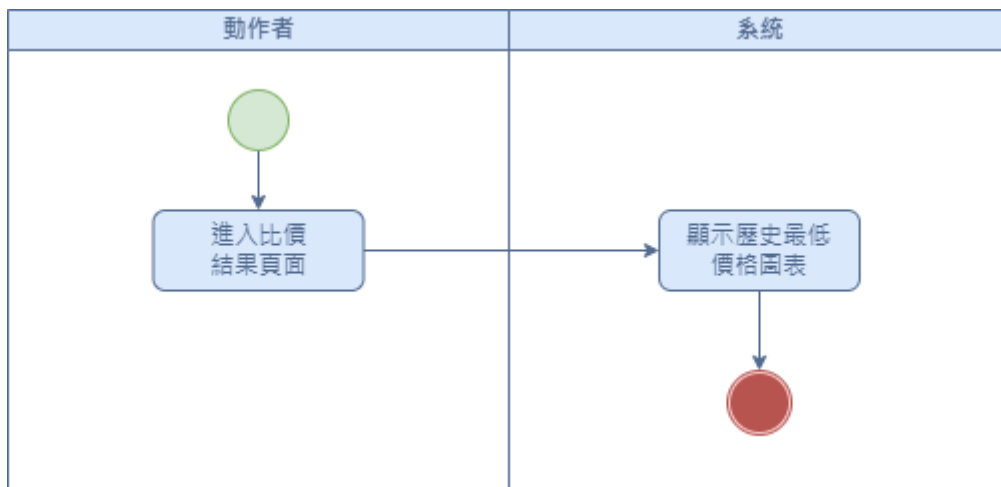 動作者
系統
進入比價
結果頁面
顯示歷史最低
價格圖表